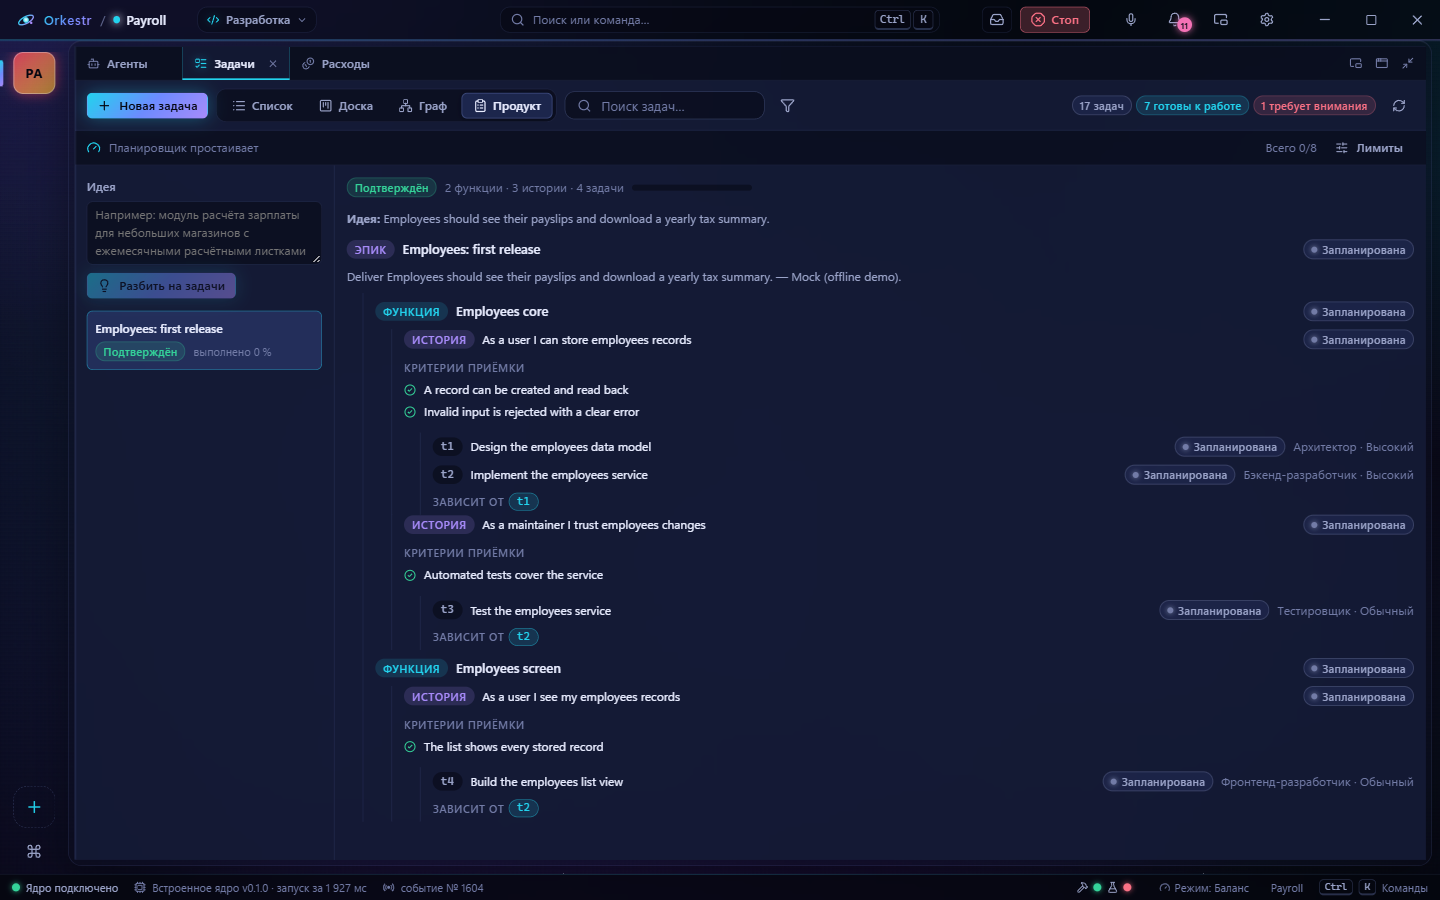 Orkestr / Payroll
Разработка
Поиск или команда...
Ctrl K
Стоп
11
PA
Агенты
Задачи
Расходы
Новая задача
Список
Доска
Граф
Продукт
Поиск задач...
17 задач
7 готовы к работе
1 требует внимания
Планировщик простаивает
Всего 0/8
Лимиты
Идея
Например: модуль расчёта зарплаты
для небольших магазинов с
ежемесячными расчётными листками
Разбить на задачи
Employees: first release
Подтверждён выполнено 0 %
Подтверждён 2 функции · 3 истории · 4 задачи
Идея: Employees should see their payslips and download a yearly tax summary.
ЭПИК Employees: first release Запланирована
Deliver Employees should see their payslips and download a yearly tax summary. — Mock (offline demo).
ФУНКЦИЯ Employees core Запланирована
ИСТОРИЯ As a user I can store employees records Запланирована
КРИТЕРИИ ПРИЁМКИ
A record can be created and read back
Invalid input is rejected with a clear error
t1 Design the employees data model Запланирована Архитектор · Высокий
t2 Implement the employees service Запланирована Бэкенд-разработчик · Высокий
ЗАВИСИТ ОТ t1
ИСТОРИЯ As a maintainer I trust employees changes Запланирована
КРИТЕРИИ ПРИЁМКИ
Automated tests cover the service
t3 Test the employees service Запланирована Тестировщик · Обычный
ЗАВИСИТ ОТ t2
ФУНКЦИЯ Employees screen Запланирована
ИСТОРИЯ As a user I see my employees records Запланирована
КРИТЕРИИ ПРИЁМКИ
The list shows every stored record
t4 Build the employees list view Запланирована Фронтенд-разработчик · Обычный
ЗАВИСИТ ОТ t2
Ядро подключено
Встроенное ядро v0.1.0 · запуск за 1 927 мс
событие № 1604
Режим: Баланс
Payroll
Ctrl K Команды